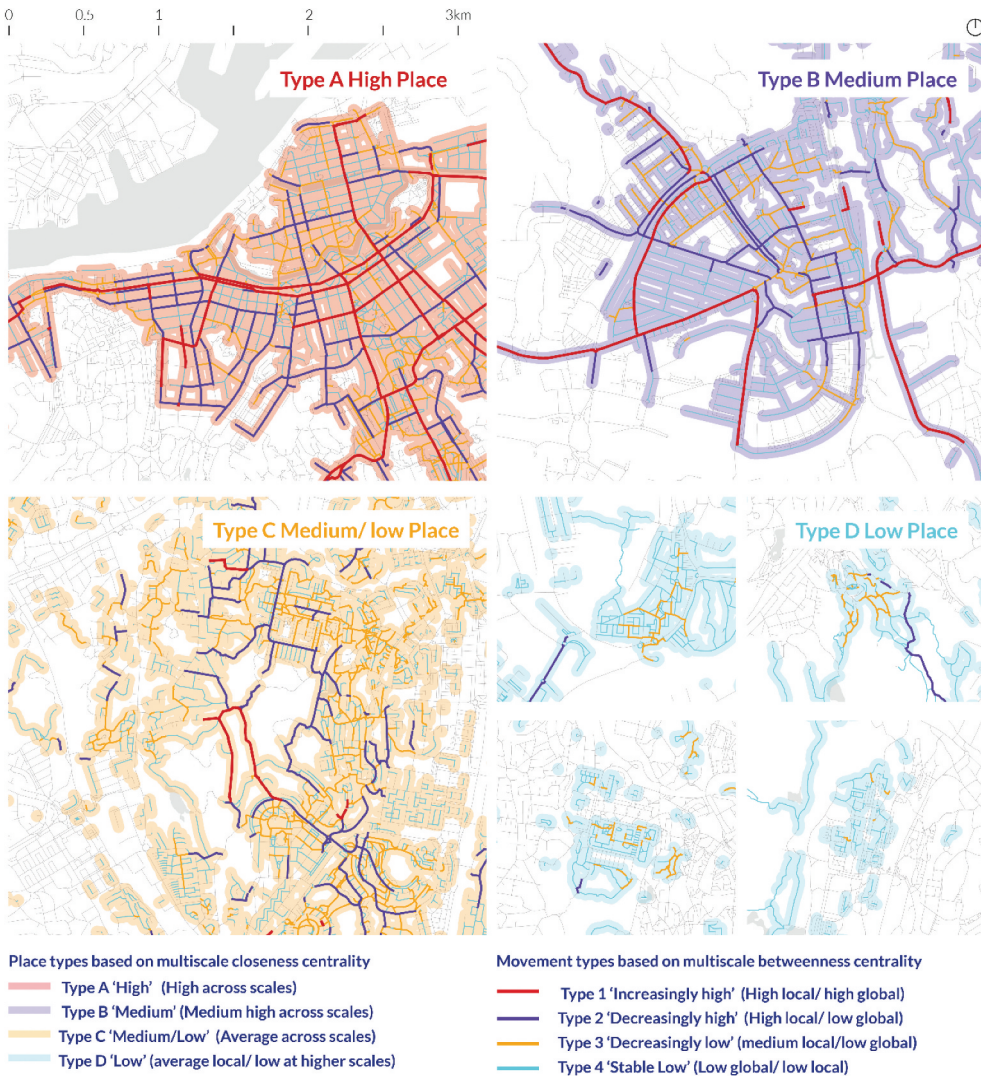 0 0.5 1 2 3km
Type A High Place
Type B Medium Place
Type C Medium/ low Place
Type D Low Place
Place types based on multiscale closeness centrality
Type A ‘High’ (High across scales)
Type B ‘Medium’ (Medium high across scales)
Type C ‘Medium/Low’ (Average across scales)
Type D ‘Low’ (average local/ low at higher scales)
Movement types based on multiscale betweenness centrality
Type 1 ‘Increasingly high’ (High local/ high global)
Type 2 ‘Decreasingly high’ (High local/ low global)
Type 3 ‘Decreasingly low’ (medium local/low global)
Type 4 ‘Stable Low’ (Low global/ low local)